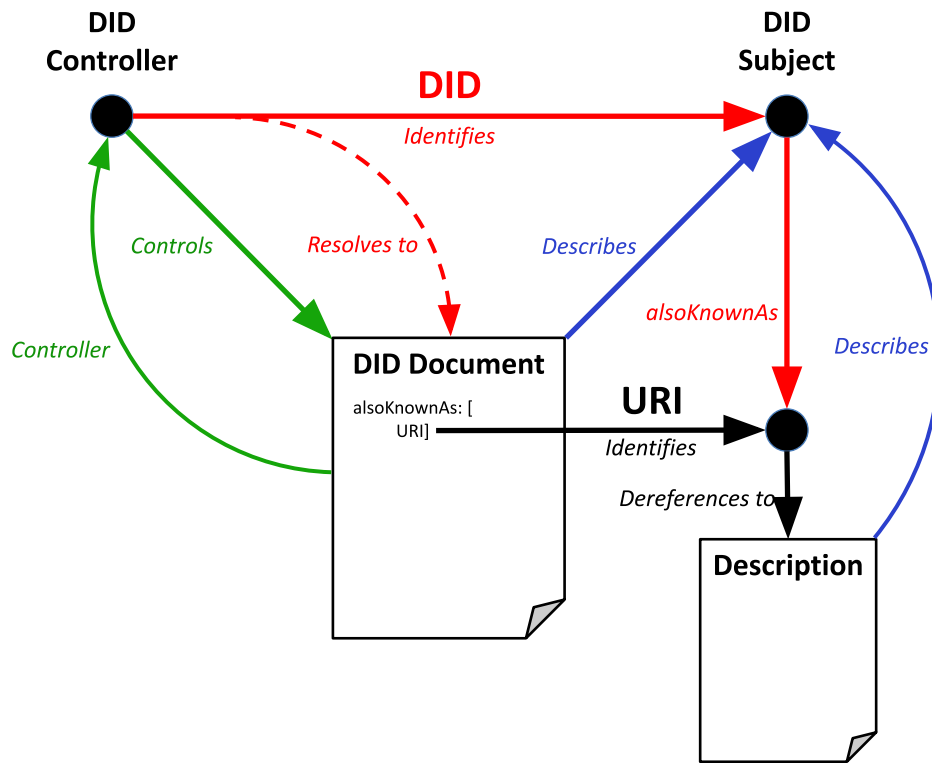 DID
Controller
DID
Subject
DID
Identifies
Controls
Resolves to
Describes
alsoKnownAs
Controller
Describes
DID Document
alsoKnownAs: [
URI]
URI
Identifies
Dereferences to
Description